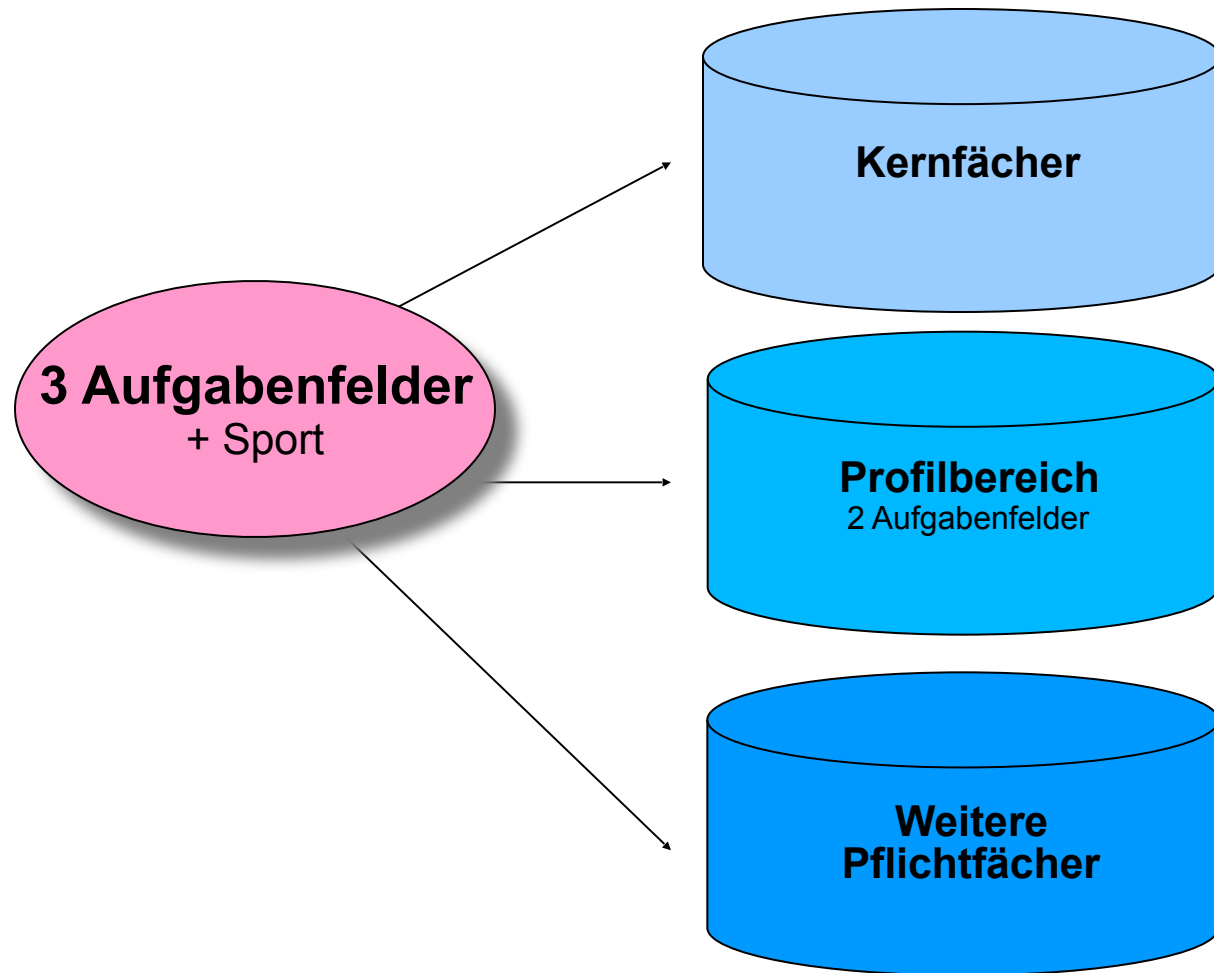 Kernfächer
3 Aufgabenfelder
+ Sport
Profilbereich
2 Aufgabenfelder
Weitere
Pflichtfächer